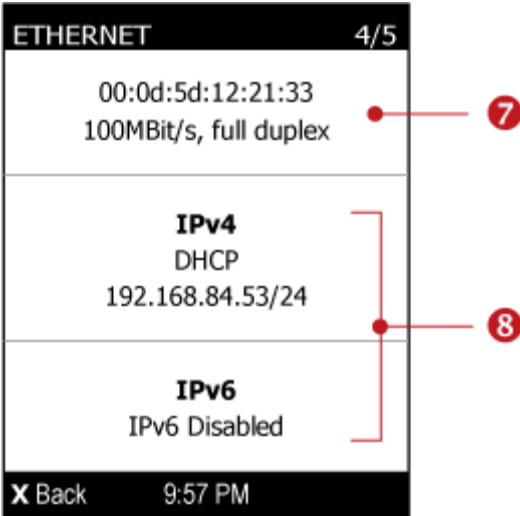 ETHERNET 4/5
00:0d:5d:12:21:33
100MBit/s, full duplex
7
IPv4
DHCP
192.168.84.53/24
8
IPv6
IPv6 Disabled
X Back 9:57 PM